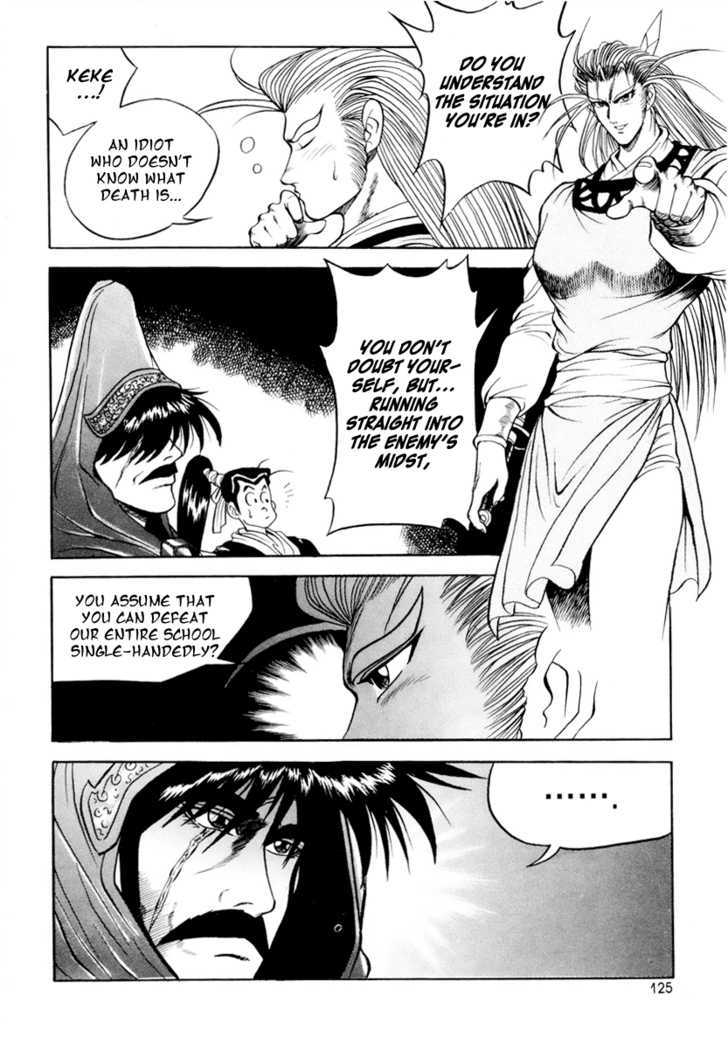 KEKE
...!
AN IDIOT
WHO DOESN'T
KNOW WHAT
DEATH IS...
DO YOU
UNDERSTAND
THE SITUATION
YOU'RE IN?
YOU DON'T
DOUBT YOUR-
SELF, BUT...
RUNNING
STRAIGHT INTO
THE ENEMY'S
MIDST,
YOU ASSUME THAT
YOU CAN DEFEAT
OUR ENTIRE SCHOOL
SINGLE-HANDEDLY?
.......
125